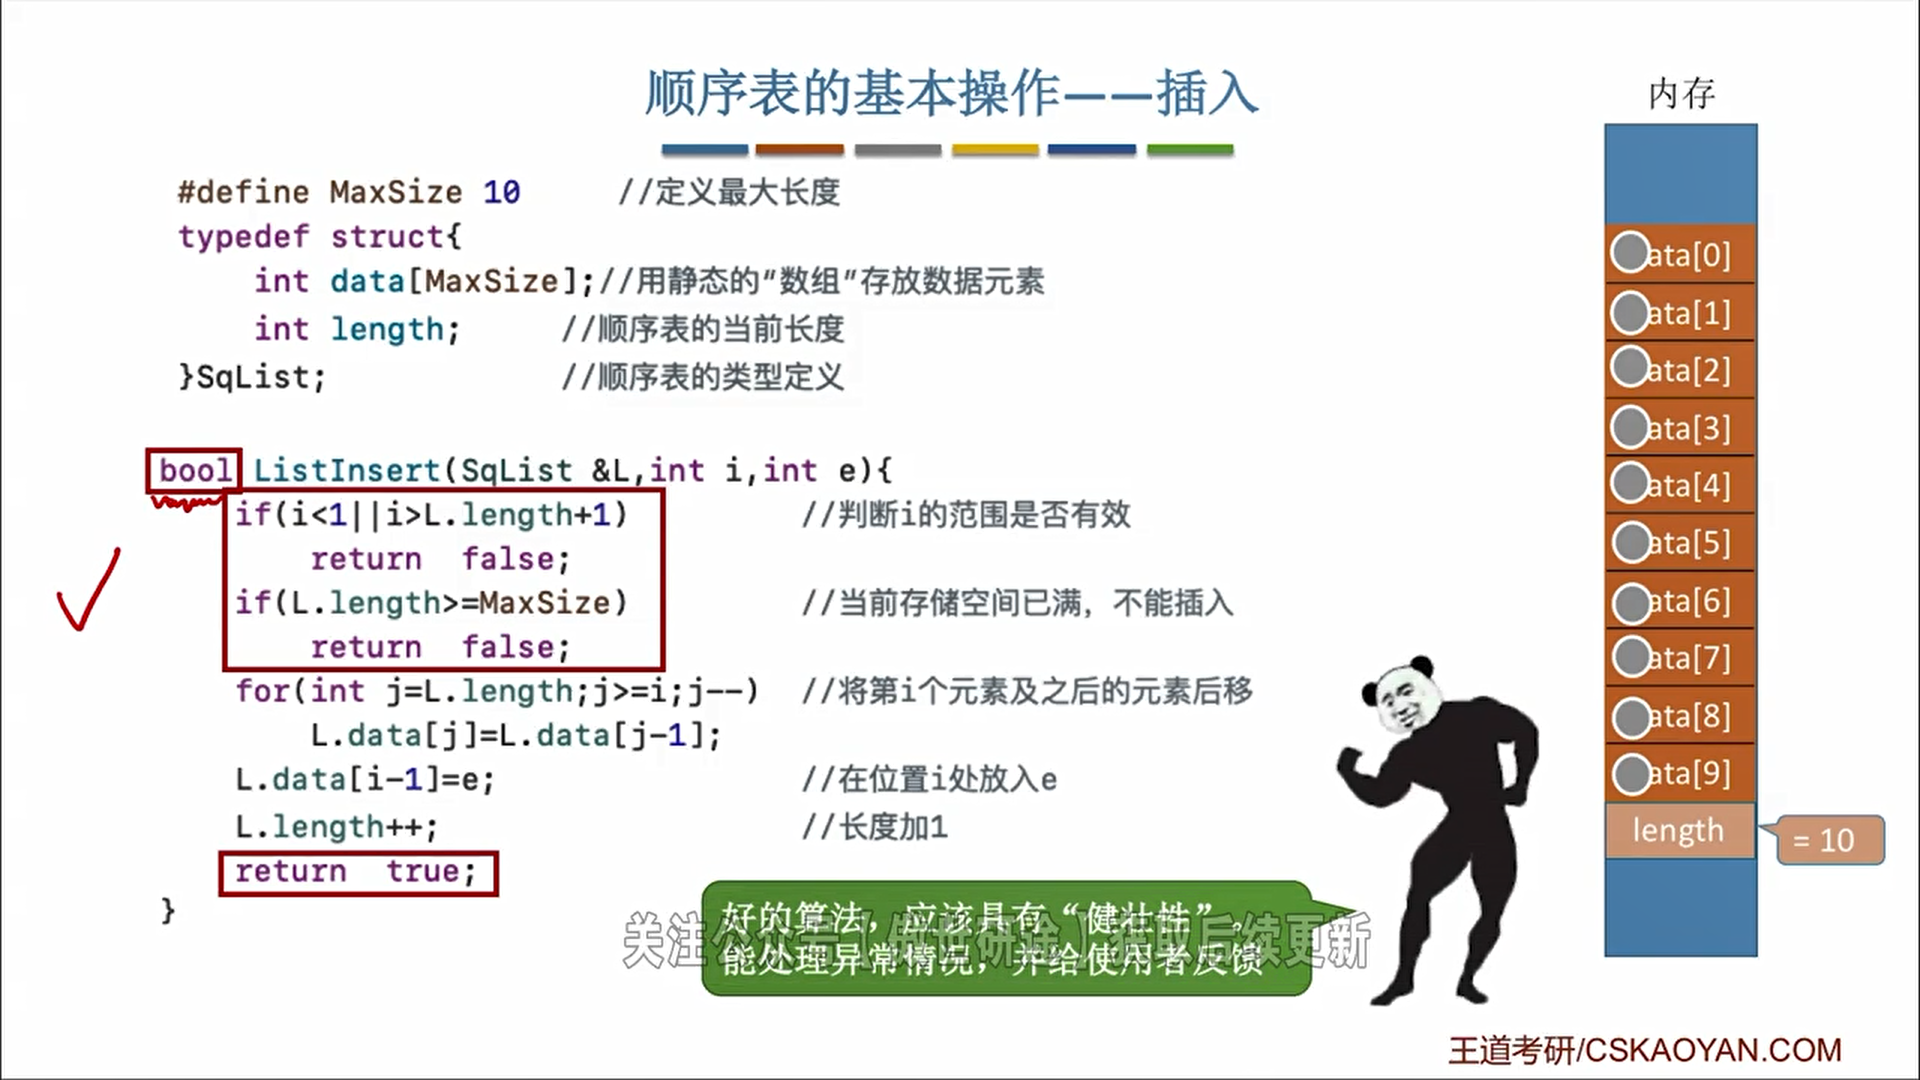 顺序表的基本操作——插入
#define MaxSize 10 //定义最大长度
typedef struct{
int data[MaxSize];//用静态的“数组”存放数据元素
int length; //顺序表的当前长度
}SqList; //顺序表的类型定义
bool ListInsert(SqList &L,int i,int e){
if(i<1||i>L.length+1) //判断i的范围是否有效
return false;
if(L.length>=MaxSize) //当前存储空间已满，不能插入
return false;
for(int j=L.length;j>=i;j--) //将第i个元素及之后的元素后移
L.data[j]=L.data[j-1];
L.data[i-1]=e; //在位置i处放入e
L.length++; //长度加1
return true;
}
好的算法，应该具有“健壮性”。
能处理异常情况，并给使用者反馈
关注公众号【研途】获取后续更新
内存
ata[0]
ata[1]
ata[2]
ata[3]
ata[4]
ata[5]
ata[6]
ata[7]
ata[8]
ata[9]
length
= 10
王道考研/CSKAOYAN.COM